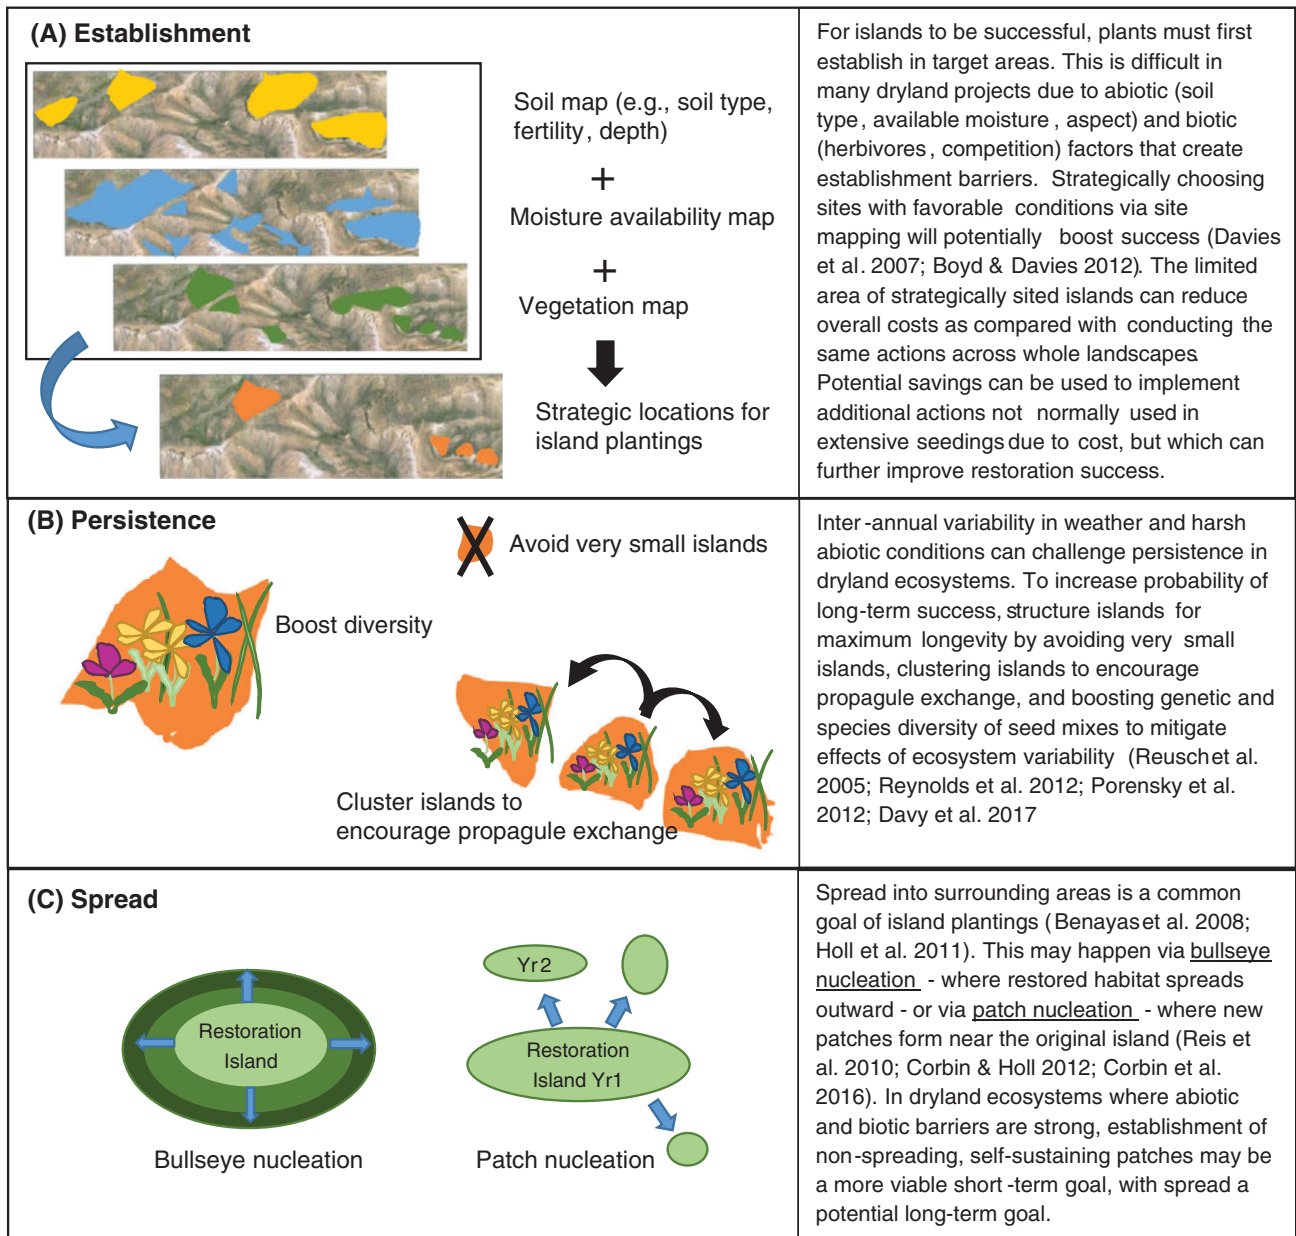 (A) Establishment
Soil map (e.g., soil type,
fertility, depth)
+
Moisture availability map
+
Vegetation map
Strategic locations for
island plantings
For islands to be successful, plants must first
establish in target areas. This is difficult in
many dryland projects due to abiotic (soil
type, available moisture, aspect) and biotic
(herbivores, competition) factors that create
establishment barriers. Strategically choosing
sites with favorable conditions via site
mapping will potentially boost success (Davies
et al. 2007; Boyd & Davies 2012). The limited
area of strategically sited islands can reduce
overall costs as compared with conducting the
same actions across whole landscapes.
Potential savings can be used to implement
additional actions not normally used in
extensive seedings due to cost, but which can
further improve restoration success.
(B) Persistence
Avoid very small islands
Boost diversity
Cluster islands to
encourage propagule exchange
Inter-annual variability in weather and harsh
abiotic conditions can challenge persistence in
dryland ecosystems. To increase probability of
long-term success, structure islands for
maximum longevity by avoiding very small
islands, clustering islands to encourage
propagule exchange, and boosting genetic and
species diversity of seed mixes to mitigate
effects of ecosystem variability (Reusch et al.
2005; Reynolds et al. 2012; Porensky et al.
2012; Davy et al. 2017
(C) Spread
Restoration
Island
Bullseye nucleation
Yr2
Restoration
Island Yr1
Patch nucleation
Spread into surrounding areas is a common
goal of island plantings (Benayas et al. 2008;
Holl et al. 2011). This may happen via bullseye
nucleation - where restored habitat spreads
outward - or via patch nucleation - where new
patches form near the original island (Reis et
al. 2010; Corbin & Holl 2012; Corbin et al.
2016). In dryland ecosystems where abiotic
and biotic barriers are strong, establishment of
non-spreading, self-sustaining patches may be
a more viable short-term goal, with spread a
potential long-term goal.